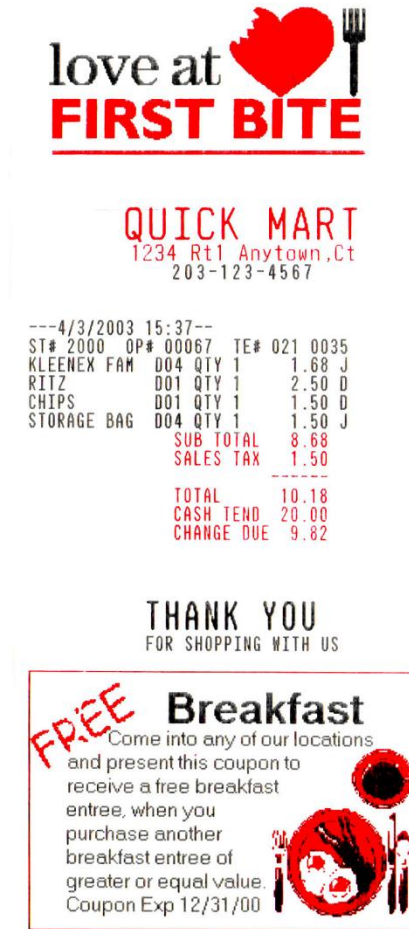 love at
FIRST BITE
QUICK MART
1234 Rt1 Anytown,Ct
203-123-4567
---4/3/2003 15:37--
ST# 2000 OP# 00067 TE# 021 0035
KLEENEX FAM D04 QTY 1 1.68 J
RITZ D01 QTY 1 2.50 D
CHIPS D01 QTY 1 1.50 D
STORAGE BAG D04 QTY 1 1.50 J
SUB TOTAL 8.68
SALES TAX 1.50
------
TOTAL 10.18
CASH TEND 20.00
CHANGE DUE 9.82
THANK YOU
FOR SHOPPING WITH US
FREE
Breakfast
Come into any of our locations
and present this coupon to
receive a free breakfast
entree, when you
purchase another
breakfast entree of
greater or equal value.
Coupon Exp 12/31/00